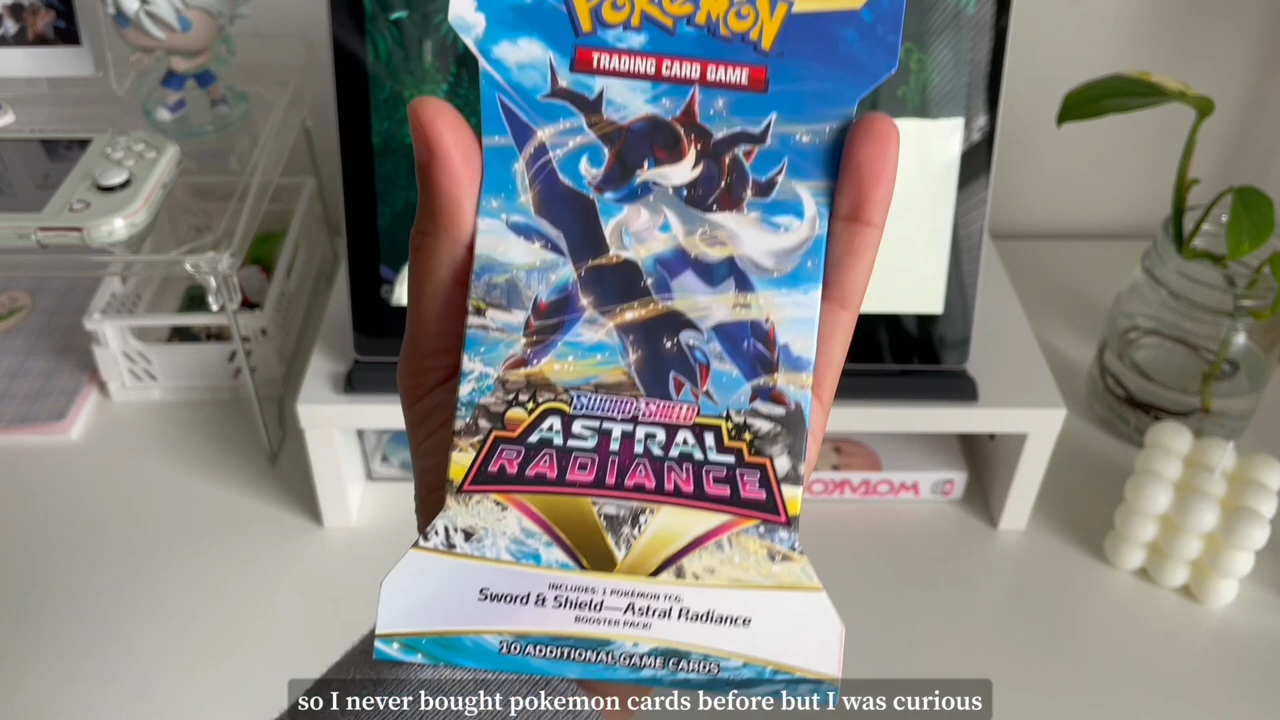 POKÉMON
TRADING CARD GAME
SWORD & SHIELD
ASTRAL
RADIANCE
INCLUDES: 1 POKÉMON TCG:
Sword & Shield—Astral Radiance
BOOSTER PACK!
10 ADDITIONAL GAME CARDS
so I never bought pokemon cards before but I was curious